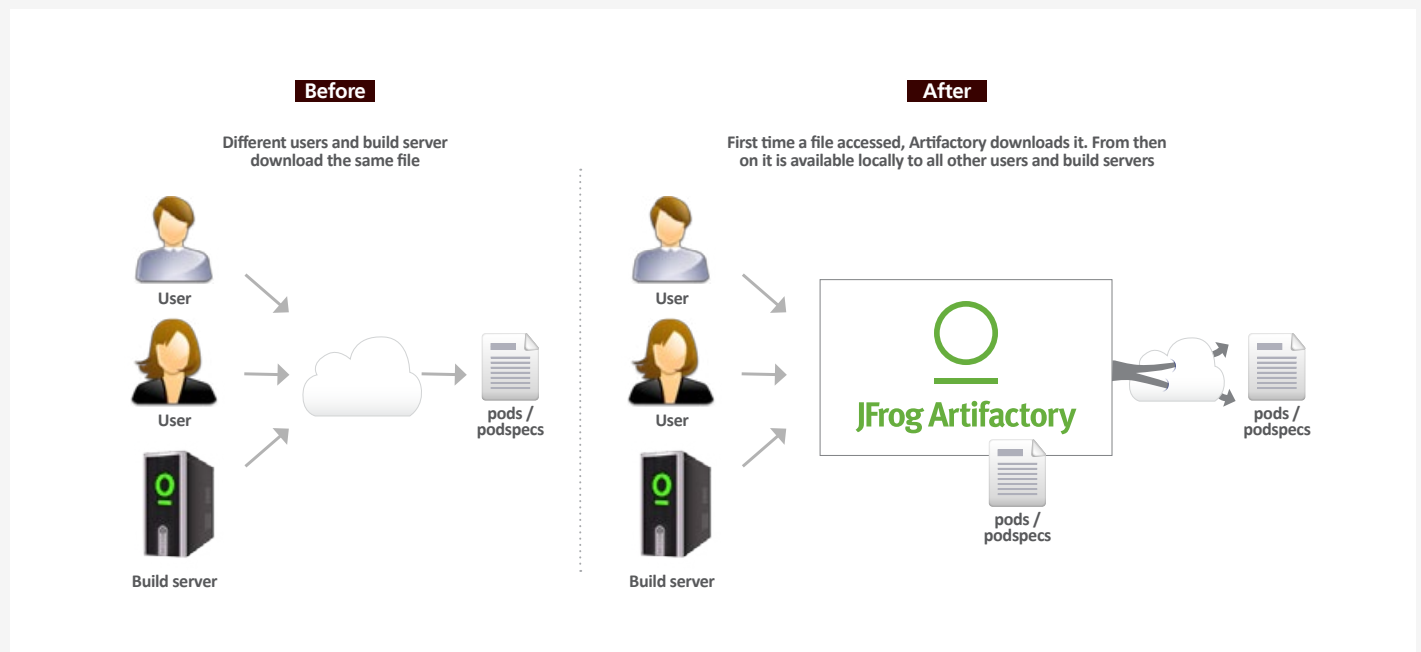 Before
Different users and build server
download the same file
User
User
Build server
pods /
podspecs
After
First time a file accessed, Artifactory downloads it. From then
on it is available locally to all other users and build servers
User
User
Build server
JFrog Artifactory
pods /
podspecs
pods /
podspecs